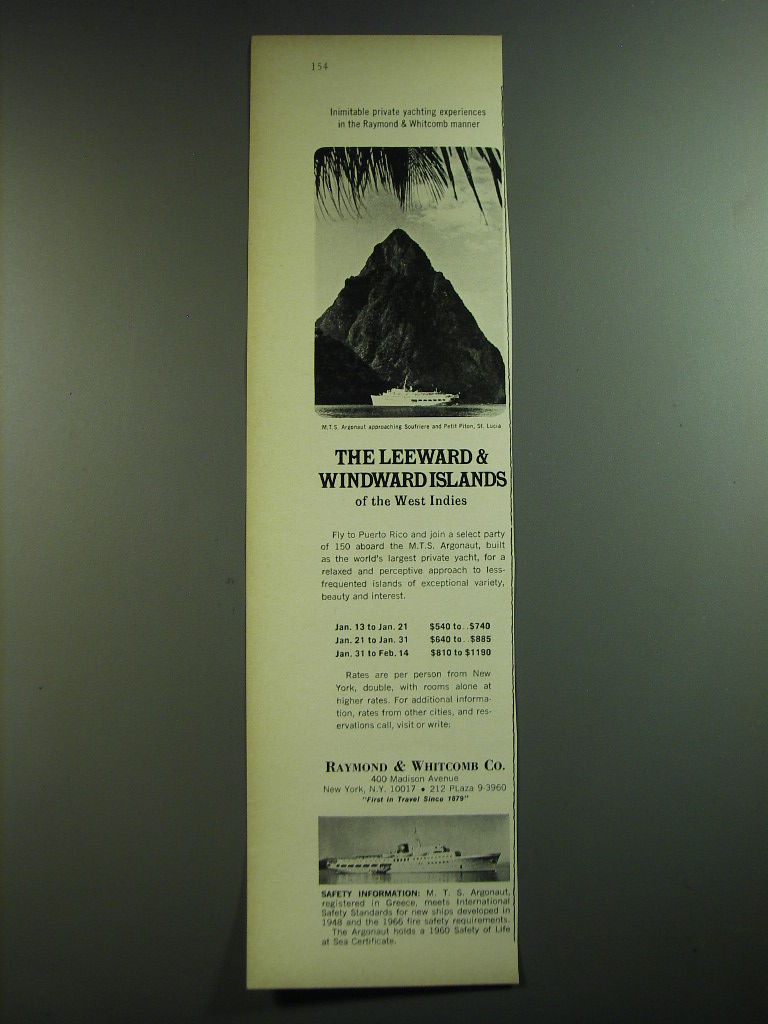 154
Inimitable private yachting experiences
in the Raymond & Whitcomb manner
M.T.S. Argonaut approaching Soufriere and Petit Piton, St. Lucia
THE LEEWARD &
WINDWARD ISLANDS
of the West Indies
Fly to Puerto Rico and join a select party
of 150 aboard the M.T.S. Argonaut, built
as the world's largest private yacht, for a
relaxed and perceptive approach to less-
frequented islands of exceptional variety,
beauty and interest.
Jan. 13 to Jan. 21 $540 to..$740
Jan. 21 to Jan. 31 $640 to..$885
Jan. 31 to Feb. 14 $810 to $1190
Rates are per person from New
York, double, with rooms alone at
higher rates. For additional informa-
tion, rates from other cities, and res-
ervations call, visit or write:
RAYMOND & WHITCOMB CO.
400 Madison Avenue
New York, N.Y. 10017 • 212 PLaza 9-3960
"First in Travel Since 1879"
SAFETY INFORMATION: M. T. S. Argonaut,
registered in Greece, meets International
Safety Standards for new ships developed in
1948 and the 1966 fire safety requirements.
The Argonaut holds a 1960 Safety of Life
at Sea Certificate.